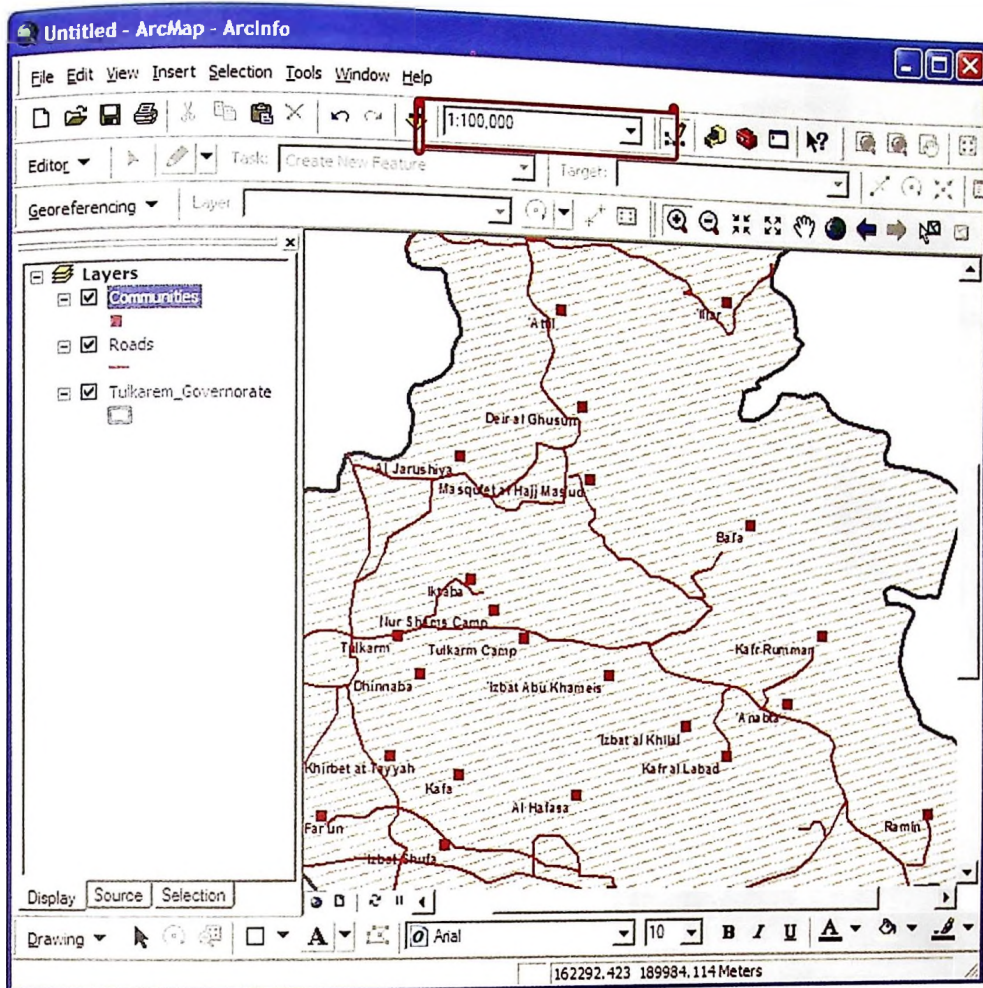 Untitled - ArcMap - ArcInfo
File Edit View Insert Selection Tools Window Help
1:100,000
Editor Task: Create New Feature Target:
Georeferencing Layer
Layers
Communities
Roads
Tulkarem_Governorate
'Attil
'Illar
Deir al Ghusun
Al Jarushiya
Masqufet al Hajj Masud
Bal'a
Iktaba
Nur Shams Camp
Tulkarm
Tulkarm Camp
Kafr Rumman
Dhinnaba
'Izbat Abu Khameis
'Anabta
'Izbat al Khilal
Khirbet at Tayyah
Kafa
Kafr al Labad
Al Hafasa
Far'un
Ramin
'Izbat Shufa
Display Source Selection
Drawing A Arial 10 B I U A
162292.423 189984.114 Meters